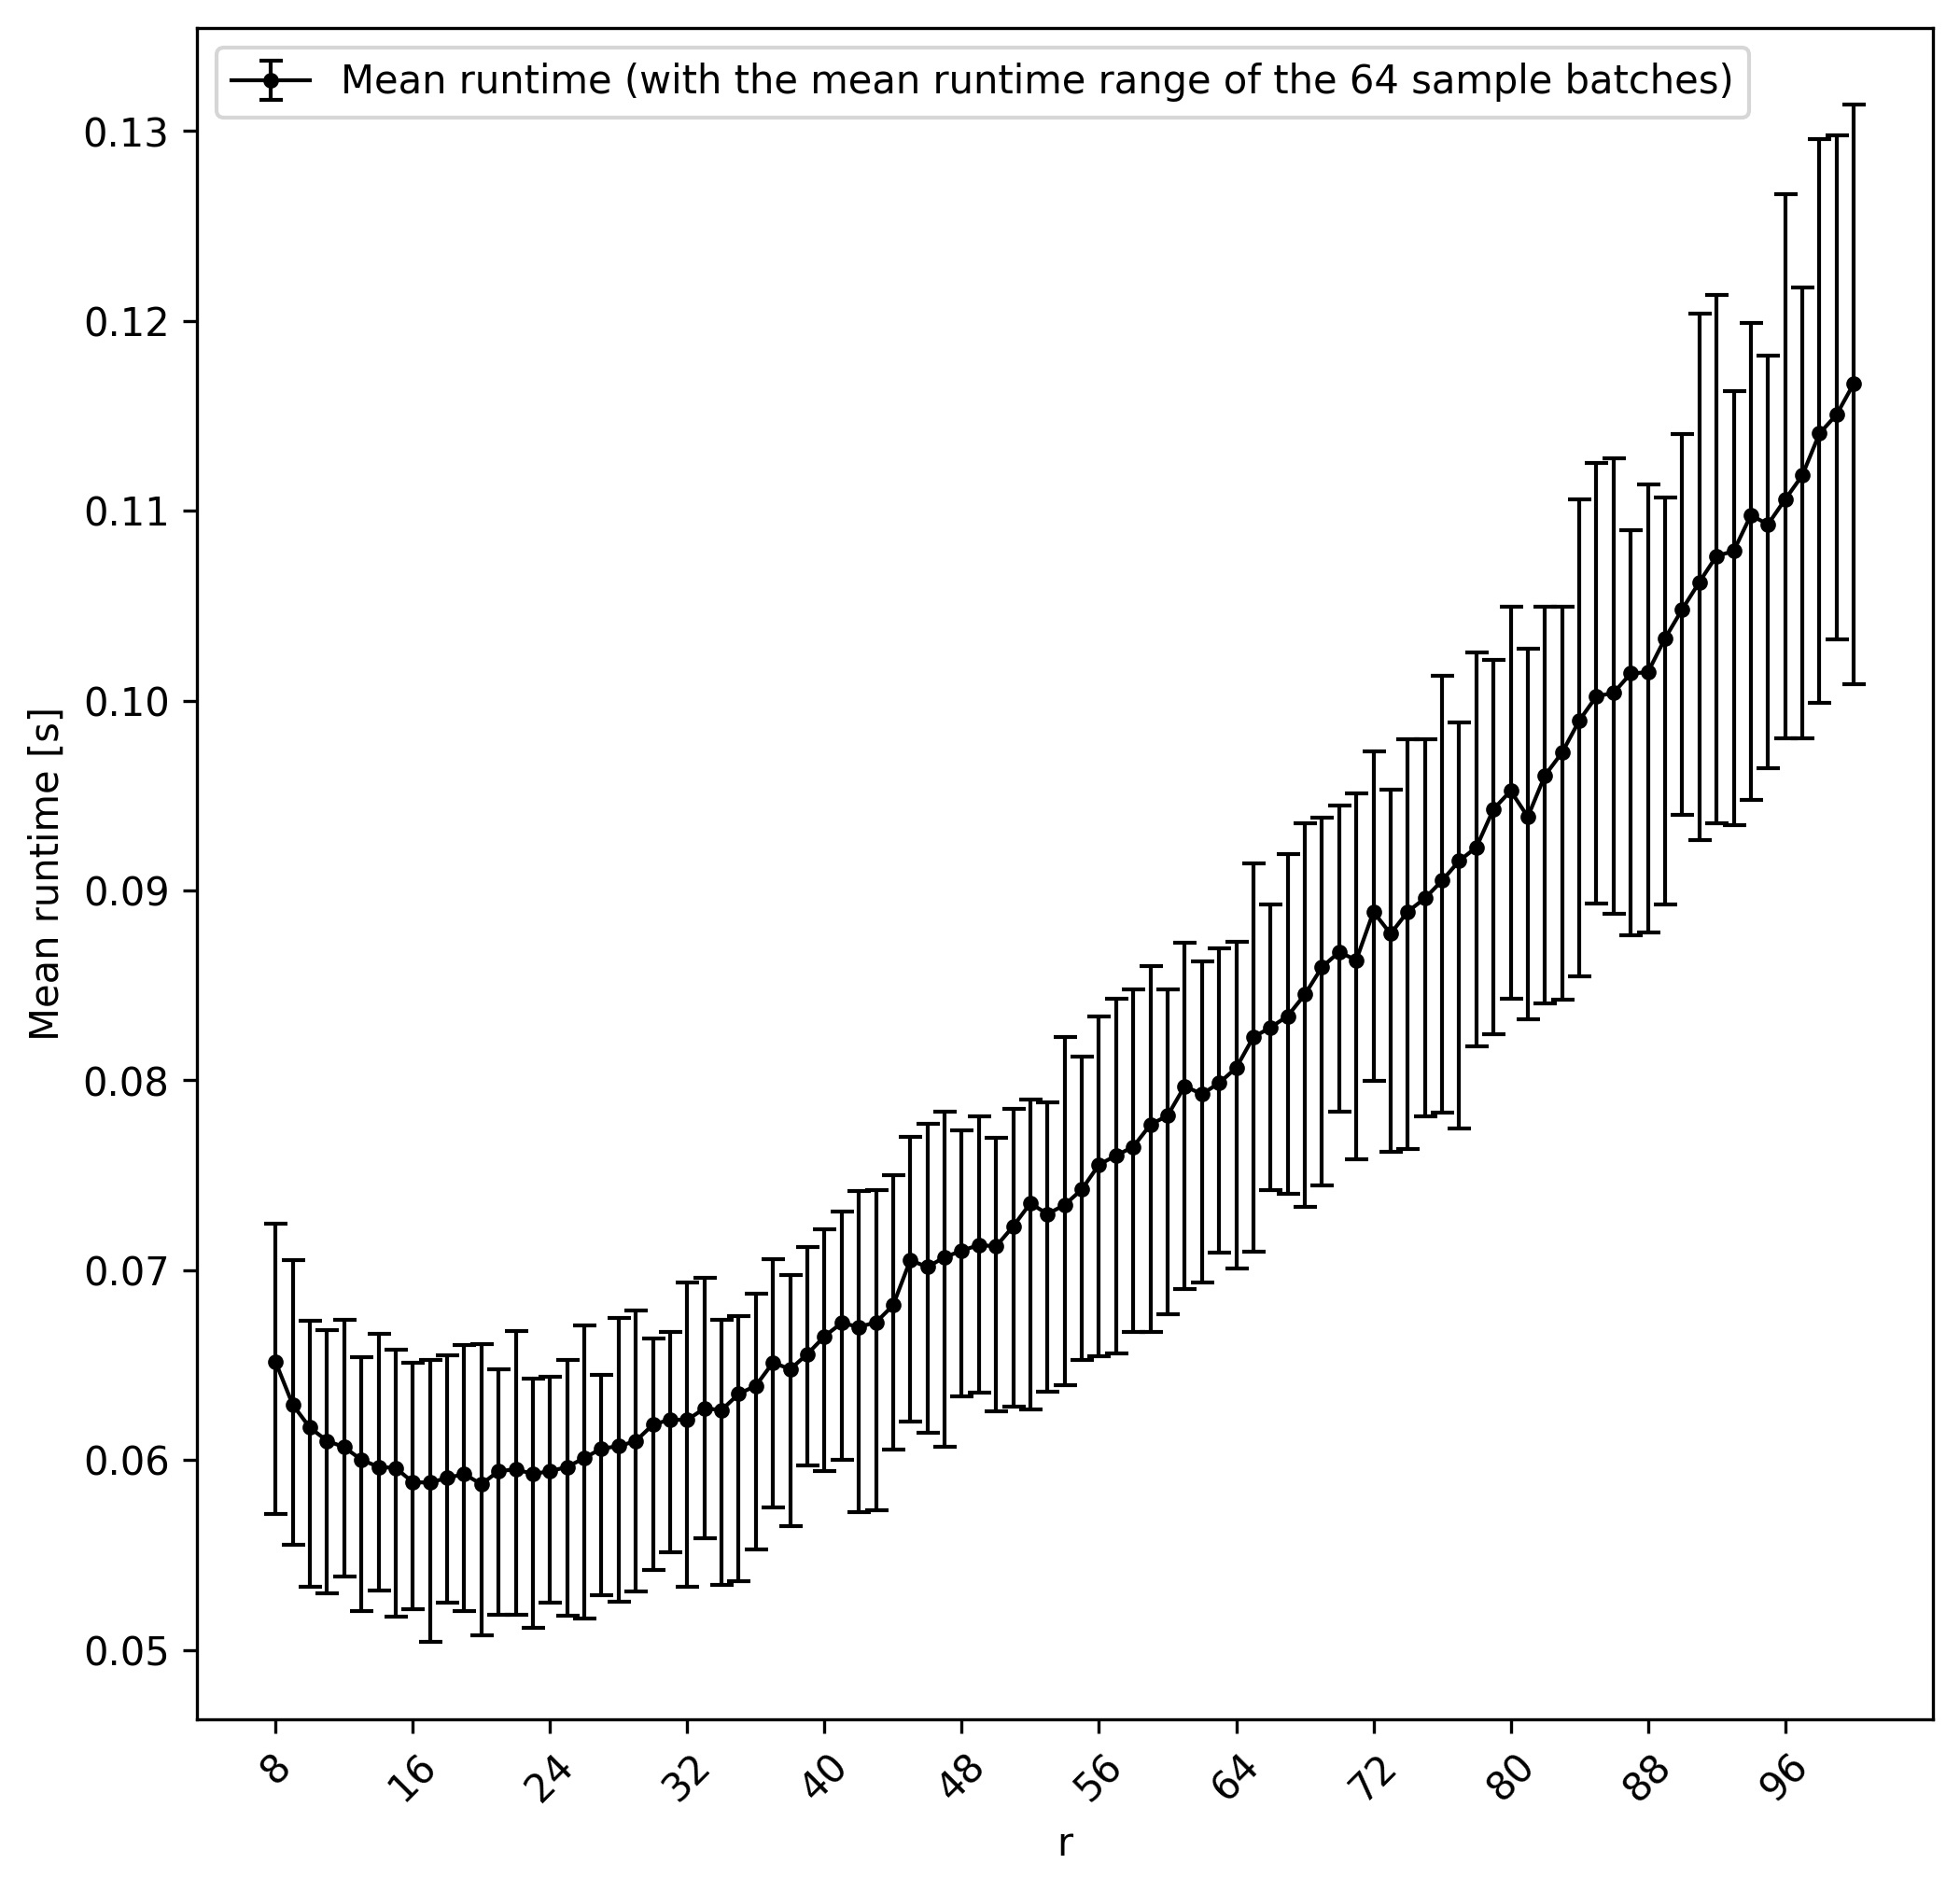 Mean runtime (with the mean runtime range of the 64 sample batches)
0.13
0.12
0.11
0.10
0.09
0.08
0.07
0.06
0.05
Mean runtime [s]
8 16 24 32 40 48 56 64 72 80 88 96
r